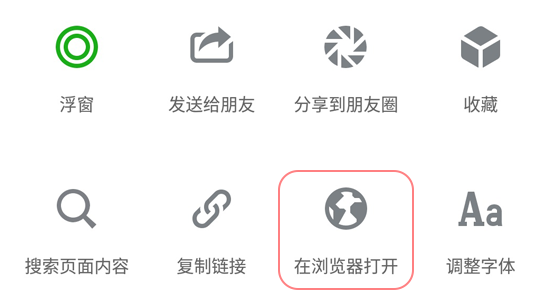 浮窗
发送给朋友
分享到朋友圈
收藏
搜索页面内容
复制链接
在浏览器打开
Aa
调整字体